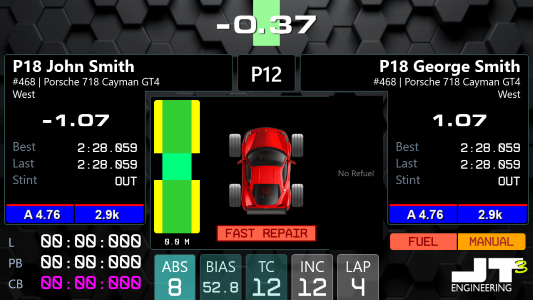 -0.37
P18 John Smith
#468 | Porsche 718 Cayman GT4
West
-1.07
Best 2:28.059
Last 2:28.059
Stint OUT
A 4.76 2.9k
P12
P18 George Smith
#468 | Porsche 718 Cayman GT4
West
1.07
Best 2:28.059
Last 2:28.059
Stint OUT
A 4.76 2.9k
No Refuel
FAST REPAIR
0.0 M
L 00:00:000
PB 00:00:000
CB 00:00:000
ABS BIAS TC INC LAP
8 52.8 12 12 4
FUEL MANUAL
JT3
ENGINEERING